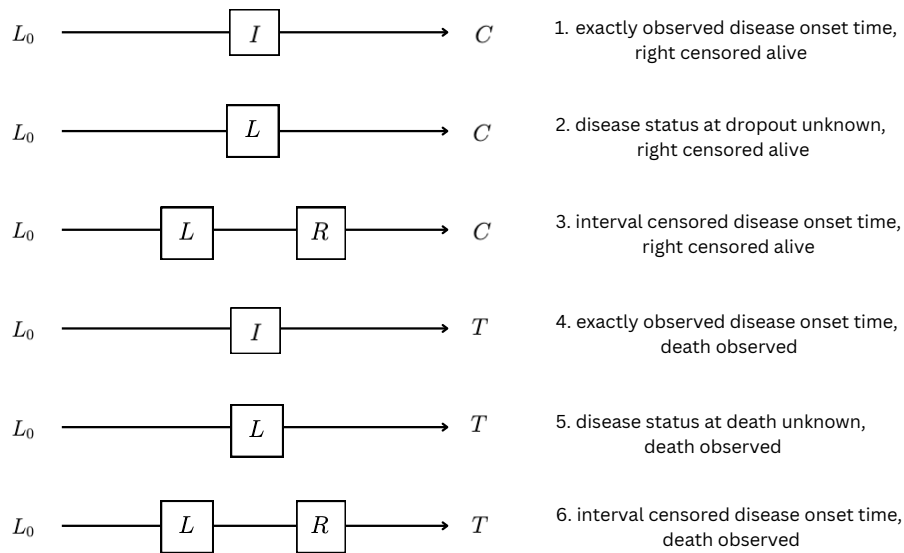 L₀ I C 1. exactly observed disease onset time,
right censored alive
L₀ L C 2. disease status at dropout unknown,
right censored alive
L₀ L R C 3. interval censored disease onset time,
right censored alive
L₀ I T 4. exactly observed disease onset time,
death observed
L₀ L T 5. disease status at death unknown,
death observed
L₀ L R T 6. interval censored disease onset time,
death observed